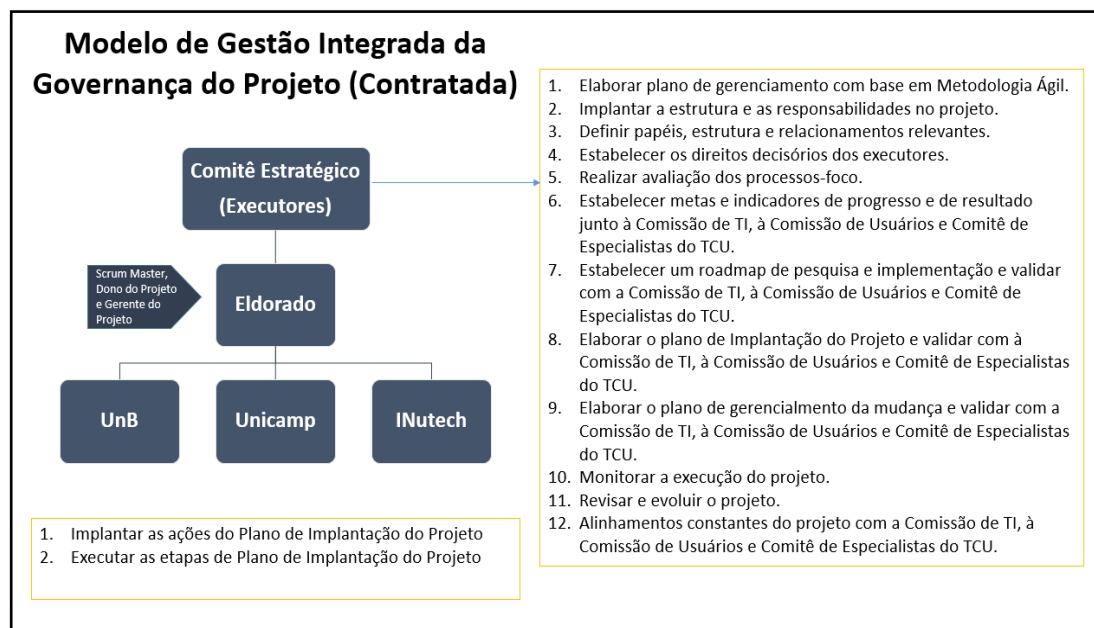 Modelo de Gestão Integrada da
Governança do Projeto (Contratada)
Comitê Estratégico
(Executores)
Scrum Master,
Dono do Projeto
e Gerente do
Projeto
Eldorado
UnB
Unicamp
INutech
1. Implantar as ações do Plano de Implantação do Projeto
2. Executar as etapas de Plano de Implantação do Projeto
1. Elaborar plano de gerenciamento com base em Metodologia Ágil.
2. Implantar a estrutura e as responsabilidades no projeto.
3. Definir papéis, estrutura e relacionamentos relevantes.
4. Estabelecer os direitos decisórios dos executores.
5. Realizar avaliação dos processos-foco.
6. Estabelecer metas e indicadores de progresso e de resultado
junto à Comissão de TI, à Comissão de Usuários e Comitê de
Especialistas do TCU.
7. Estabelecer um roadmap de pesquisa e implementação e validar
com a Comissão de TI, à Comissão de Usuários e Comitê de
Especialistas do TCU.
8. Elaborar o plano de Implantação do Projeto e validar com à
Comissão de TI, à Comissão de Usuários e Comitê de Especialistas
do TCU.
9. Elaborar o plano de gerencialmento da mudança e validar com a
Comissão de TI, à Comissão de Usuários e Comitê de Especialistas
do TCU.
10. Monitorar a execução do projeto.
11. Revisar e evoluir o projeto.
12. Alinhamentos constantes do projeto com a Comissão de TI, à
Comissão de Usuários e Comitê de Especialistas do TCU.